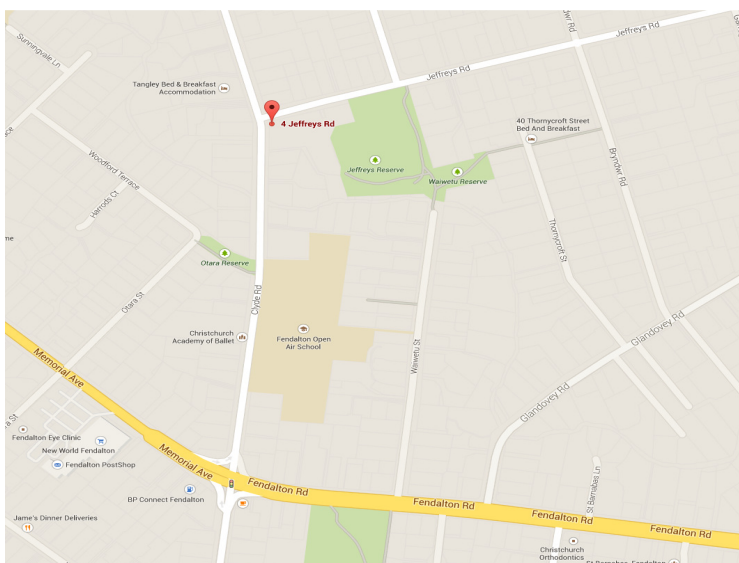 Sunningvale Ln
Bryndwr Rd
Jeffreys Rd
Jeffreys Rd
Tangley Bed & Breakfast
Accommodation
4 Jeffreys Rd
40 Thornycroft Street
Bed And Breakfast
Woodford Terrace
Jeffreys Reserve
Waiwetu Reserve
Bryndwr Rd
Harrods Ct
Thornycroft St
Otara Reserve
Otara St
Clyde Rd
Glandovey Rd
Christchurch
Academy of Ballet
Fendalton Open
Air School
Waiwetu St
Memorial Ave
Glandovey Rd
Fendalton Eye Clinic
New World Fendalton
Fendalton PostShop
Memorial Ave
Fendalton Rd
St Barnabas Ln
BP Connect Fendalton
Fendalton Rd
Fendalton Rd
Fendalton Rd
Jame's Dinner Deliveries
Christchurch
Orthodontics